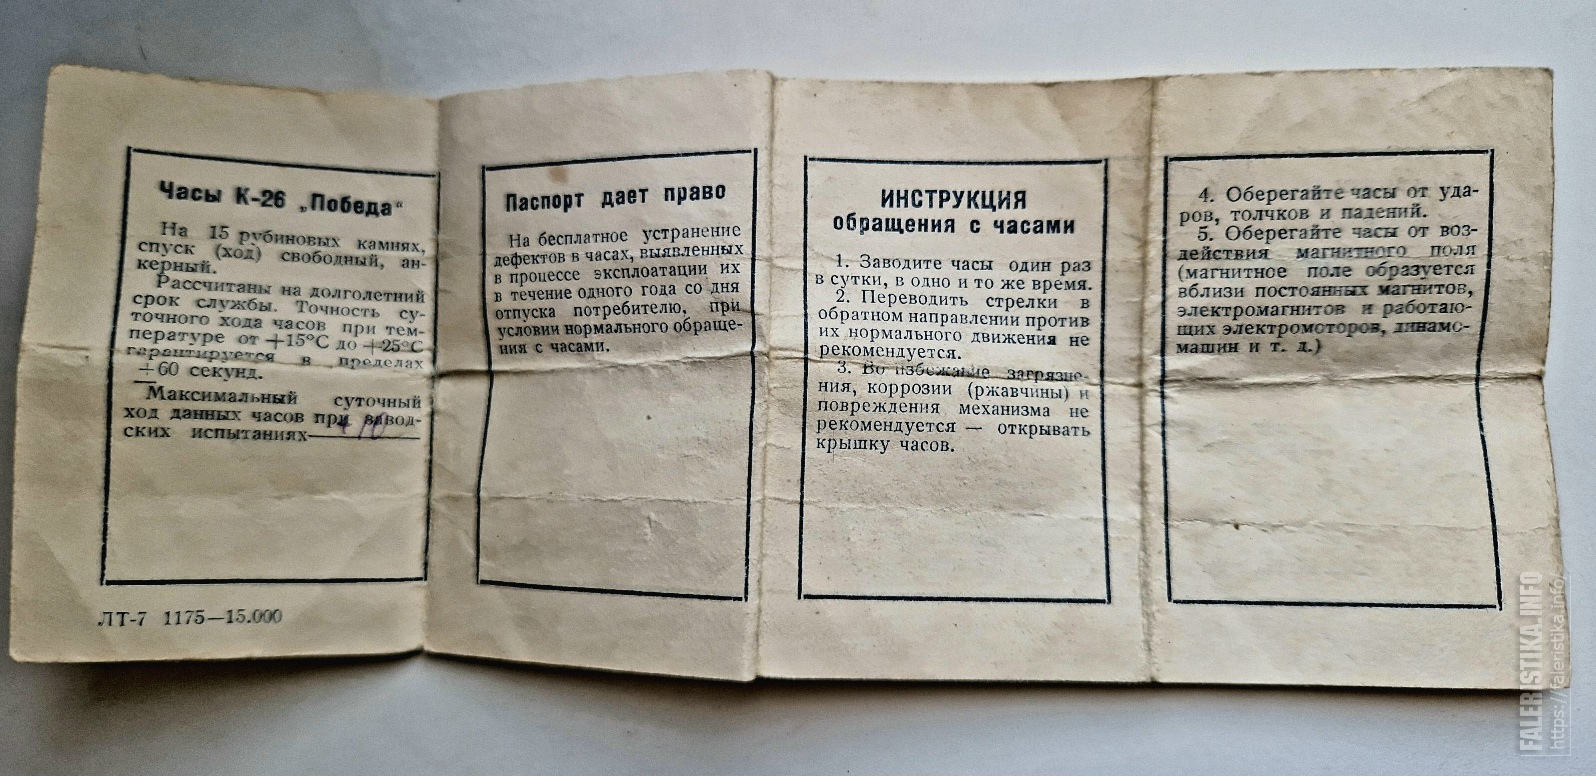 Часы К-26 „Победа“
На 15 рубиновых камнях,
спуск (ход) свободный, ан-
керный.
Рассчитаны на долголетний
срок службы. Точность су-
точного хода часов при тем-
пературе от +15°С до +25°С
гарантируется в пределах
±60 секунд.
Максимальный суточный
ход данных часов при завод-
ских испытаниях
ЛТ-7 1175—15.000
Паспорт дает право
На бесплатное устранение
дефектов в часах, выявленных
в процессе эксплоатации их
в течение одного года со дня
отпуска потребителю, при
условии нормального обраще-
ния с часами.
ИНСТРУКЦИЯ
обращения с часами
1. Заводите часы один раз
в сутки, в одно и то же время.
2. Переводить стрелки в
обратном направлении против
их нормального движения не
рекомендуется.
3. Во избежание загрязне-
ния, коррозии (ржавчины) и
повреждения механизма не
рекомендуется — открывать
крышку часов.
4. Оберегайте часы от уда-
ров, толчков и падений.
5. Оберегайте часы от воз-
действия магнитного поля
(магнитное поле образуется
вблизи постоянных магнитов,
электромагнитов и работаю-
щих электромоторов, динамо-
машин и т. д.)
FALERISTIKA.INFO
https://faleristika.info/